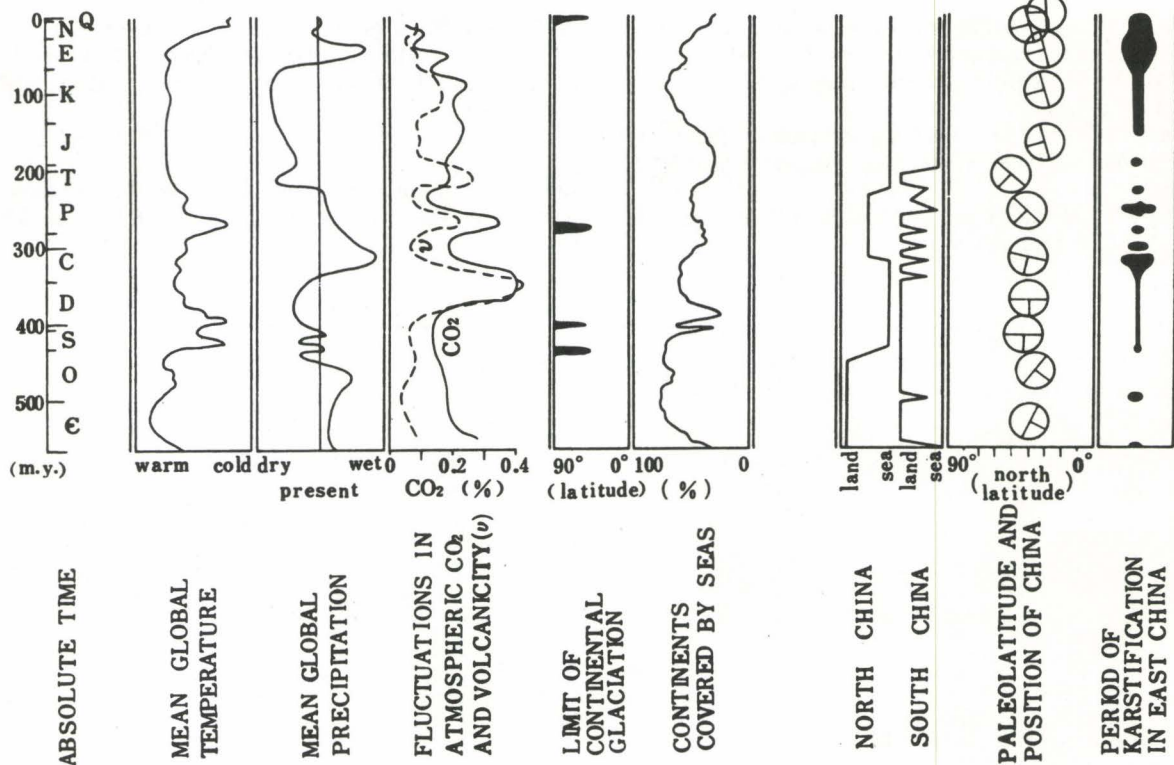 0
N Q
E
100
K
J
200
T
P
300
C
D
400
S
O
500
Є
(m.y.)
warm cold
dry wet
present
ν
CO₂
0 0.2 0.4
CO₂ (%)
90° 0°
(latitude)
100 0
(%)
land sea
land sea
90° 0°
(north latitude)
ABSOLUTE TIME
MEAN GLOBAL
TEMPERATURE
MEAN GLOBAL
PRECIPITATION
FLUCTUATIONS IN
ATMOSPHERIC CO₂
AND VOLCANICITY(υ)
LIMIT OF
CONTINENTAL
GLACIATION
CONTINENTS
COVERED BY SEAS
NORTH CHINA
SOUTH CHINA
PALEOLATITUDE AND
POSITION OF CHINA
PERIOD OF
KARSTIFICATION
IN EAST CHINA